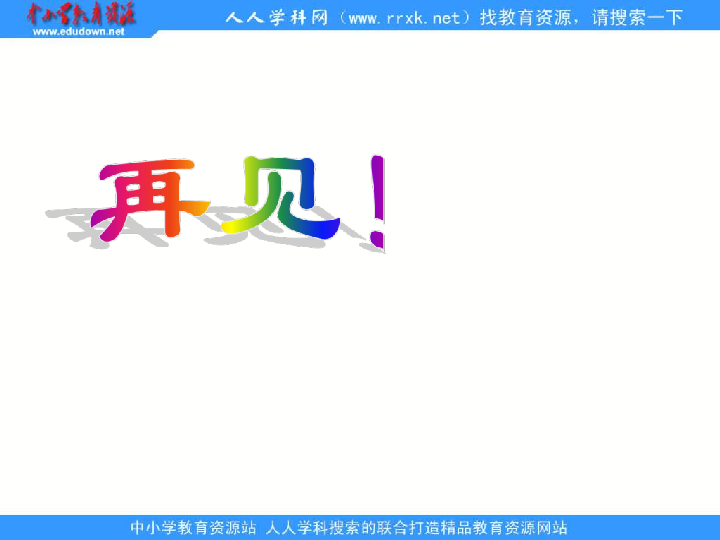 中小学教育资源
www.edudown.net
人人学科网（www.rrxk.net）找教育资源，请搜索一下
再见！
中小学教育资源站 人人学科搜索的联合打造精品教育资源网站